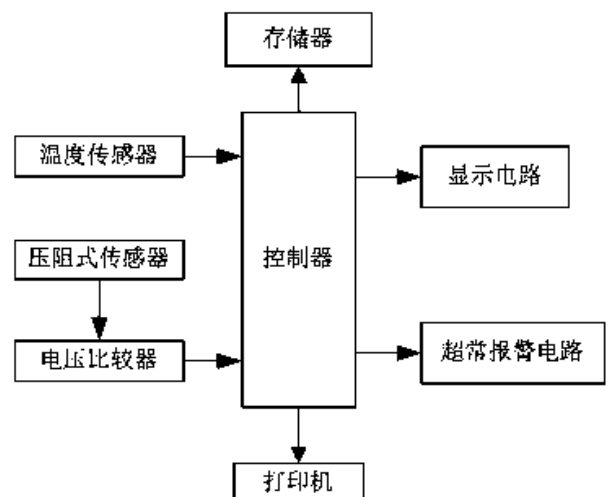 存储器
温度传感器
显示电路
压阻式传感器
控制器
电压比较器
超常报警电路
打印机